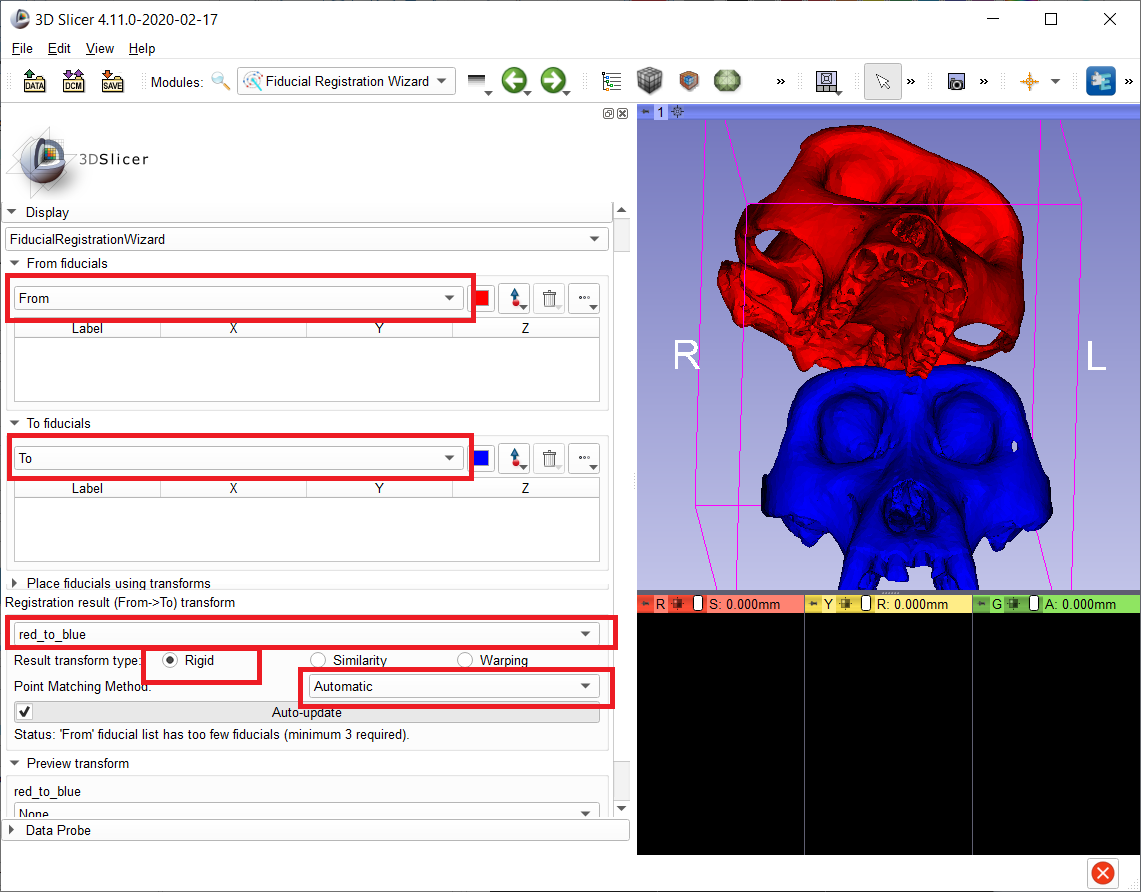 3D Slicer 4.11.0-2020-02-17
File Edit View Help
DATA DCM SAVE Modules: Fiducial Registration Wizard
3DSlicer
1
Display
FiducialRegistrationWizard
From fiducials
From
Label X Y Z
R L
To fiducials
To
Label X Y Z
Place fiducials using transforms
Registration result (From->To) transform
R S: 0.000mm Y R: 0.000mm G A: 0.000mm
red_to_blue
Result transform type: Rigid Similarity Warping
Point Matching Method: Automatic
Auto-update
Status: 'From' fiducial list has too few fiducials (minimum 3 required).
Preview transform
red_to_blue
None
Data Probe